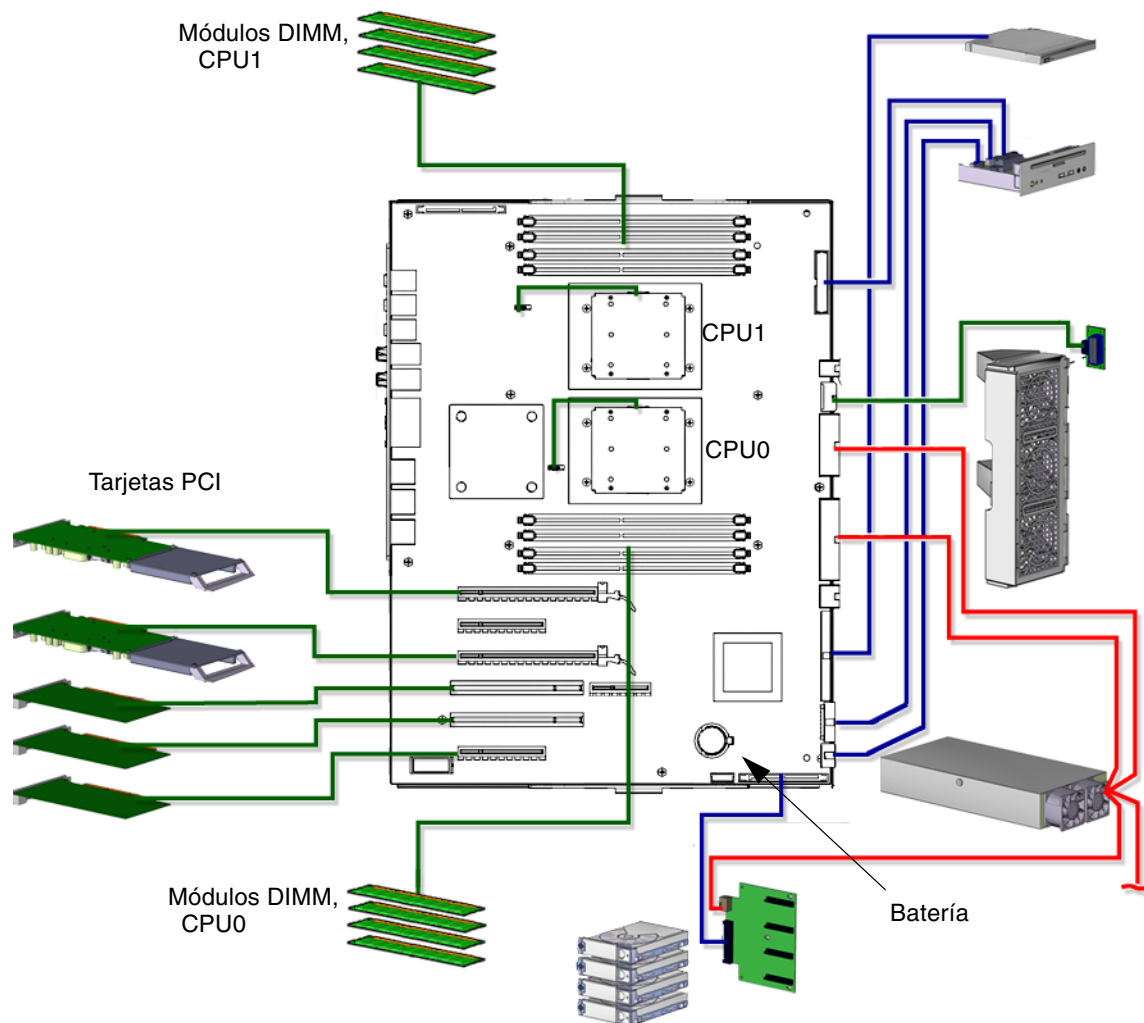 Módulos DIMM,
CPU1
CPU1
CPU0
Tarjetas PCI
Módulos DIMM,
CPU0
Batería